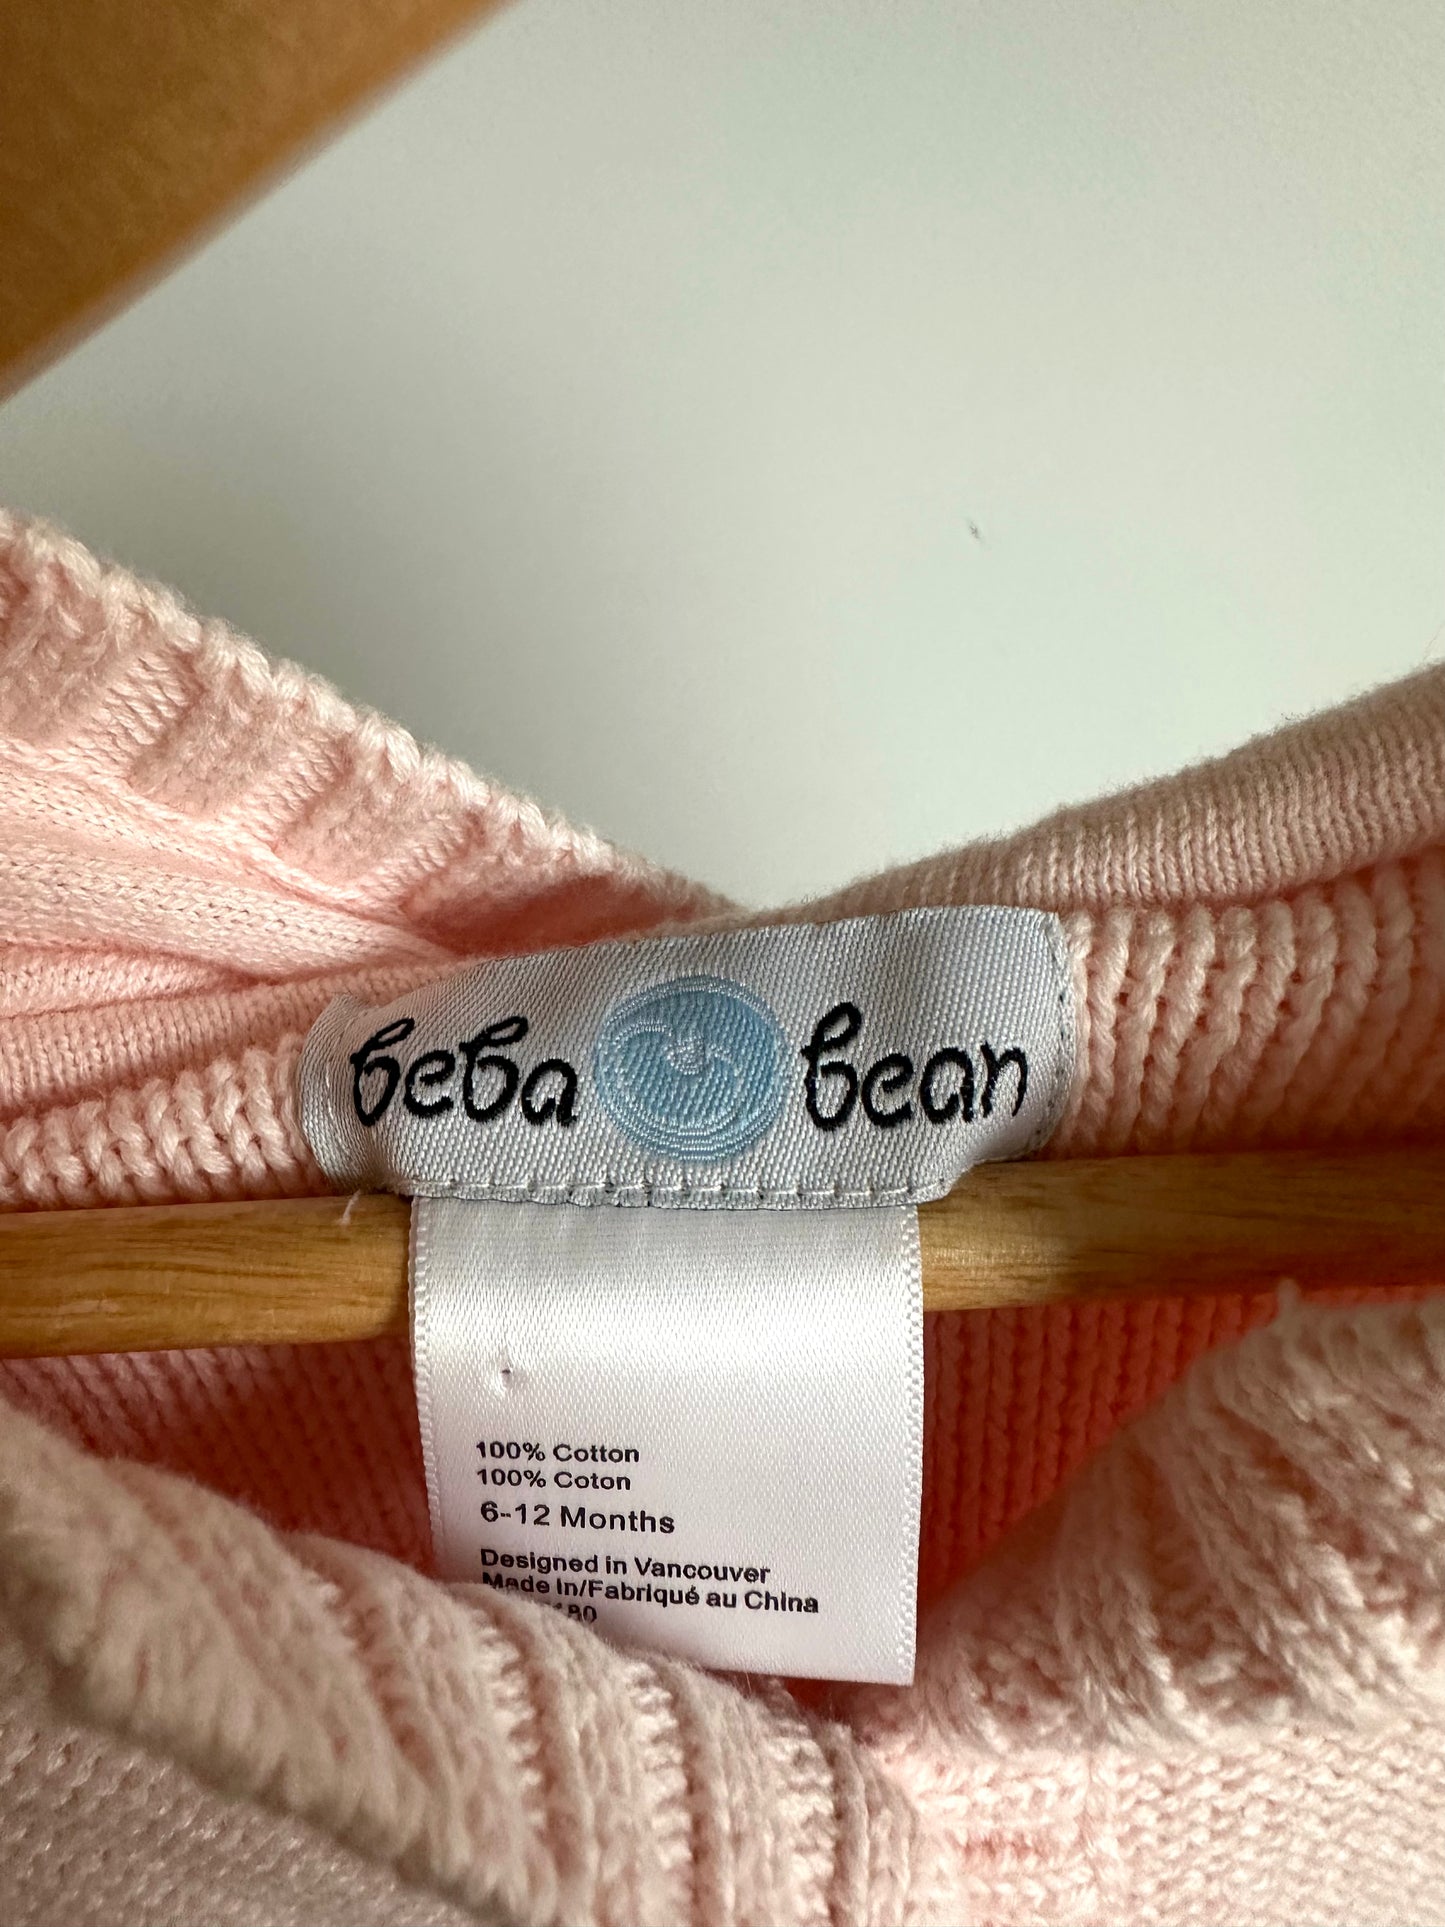 beba bean
100% Cotton
100% Coton
6-12 Months
Designed in Vancouver
Made In/Fabriqué au China